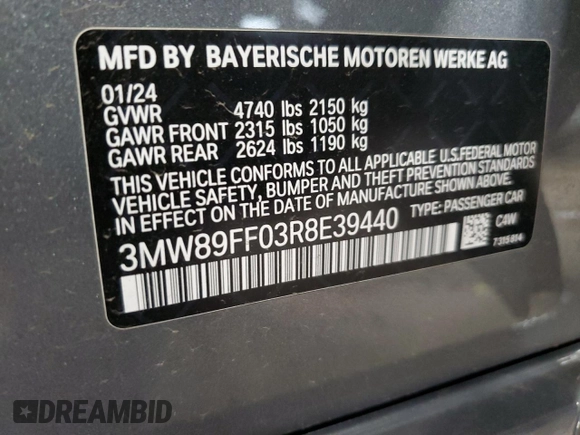 MFD BY BAYERISCHE MOTOREN WERKE AG
01/24
GVWR 4740 lbs 2150 kg
GAWR FRONT 2315 lbs 1050 kg
GAWR REAR 2624 lbs 1190 kg
THIS VEHICLE CONFORMS TO ALL APPLICABLE U.S.FEDERAL MOTOR
VEHICLE SAFETY, BUMPER AND THEFT PREVENTION STANDARDS
IN EFFECT ON THE DATE OF MANUFACTURE SHOWN ABOVE.
3MW89FF03R8E39440 TYPE: PASSENGER CAR
C4W
7315814
DREAMBID